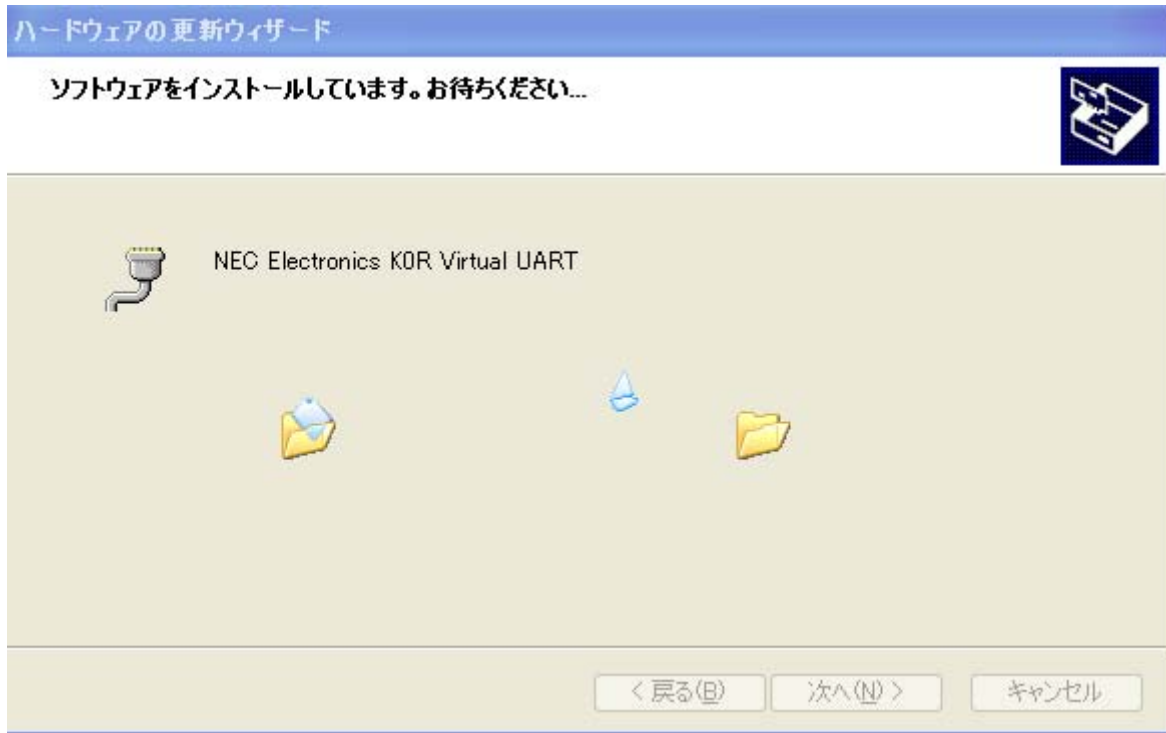 ハードウェアの更新ウィザード
ソフトウェアをインストールしています。お待ちください...
NEC Electronics K0R Virtual UART
< 戻る(B)
次へ(N) >
キャンセル